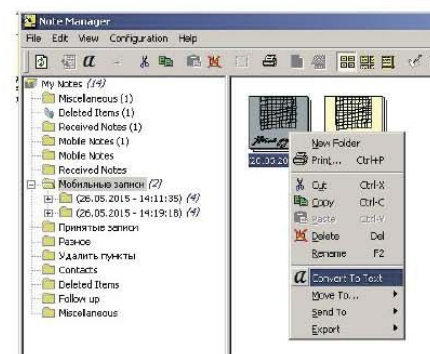 Note Manager
File Edit View Configuration Help
a
My Notes (14)
Miscellaneous (1)
Deleted Items (1)
Received Notes (1)
Mobile Notes (1)
Mobile Notes
Received Notes
Мобильные записи (2)
(26.05.2015 - 14:11:35) (4)
(26.05.2015 - 14:19:18) (4)
Принятые записи
Разное
Удалить пункты
Contacts
Deleted Items
Follow up
Miscellaneous
New Folder
Print... Ctrl+P
Cut Ctrl-X
Copy Ctrl-C
Paste Ctrl-V
Delete Del
Rename F2
a Convert To Text
Move To...
Send To
Export